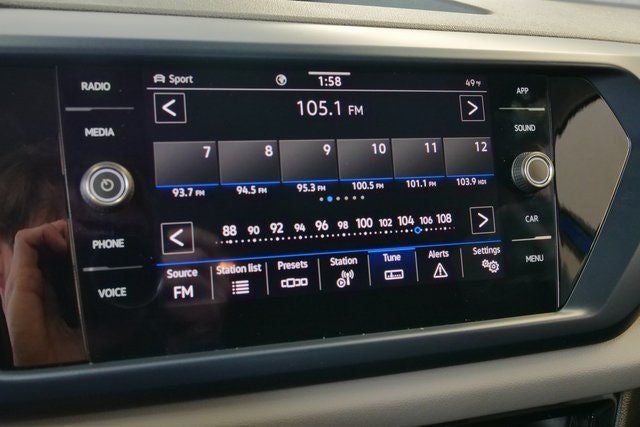 RADIO
MEDIA
PHONE
VOICE
Sport
1:58
49 °F
105.1 FM
7 8 9 10 11 12
93.7 FM 94.5 FM 95.3 FM 100.5 FM 101.1 FM 103.9 HD1
88 90 92 94 96 98 100 102 104 106 108
Source Station list Presets Station Tune Alerts Settings
FM
APP
SOUND
CAR
MENU